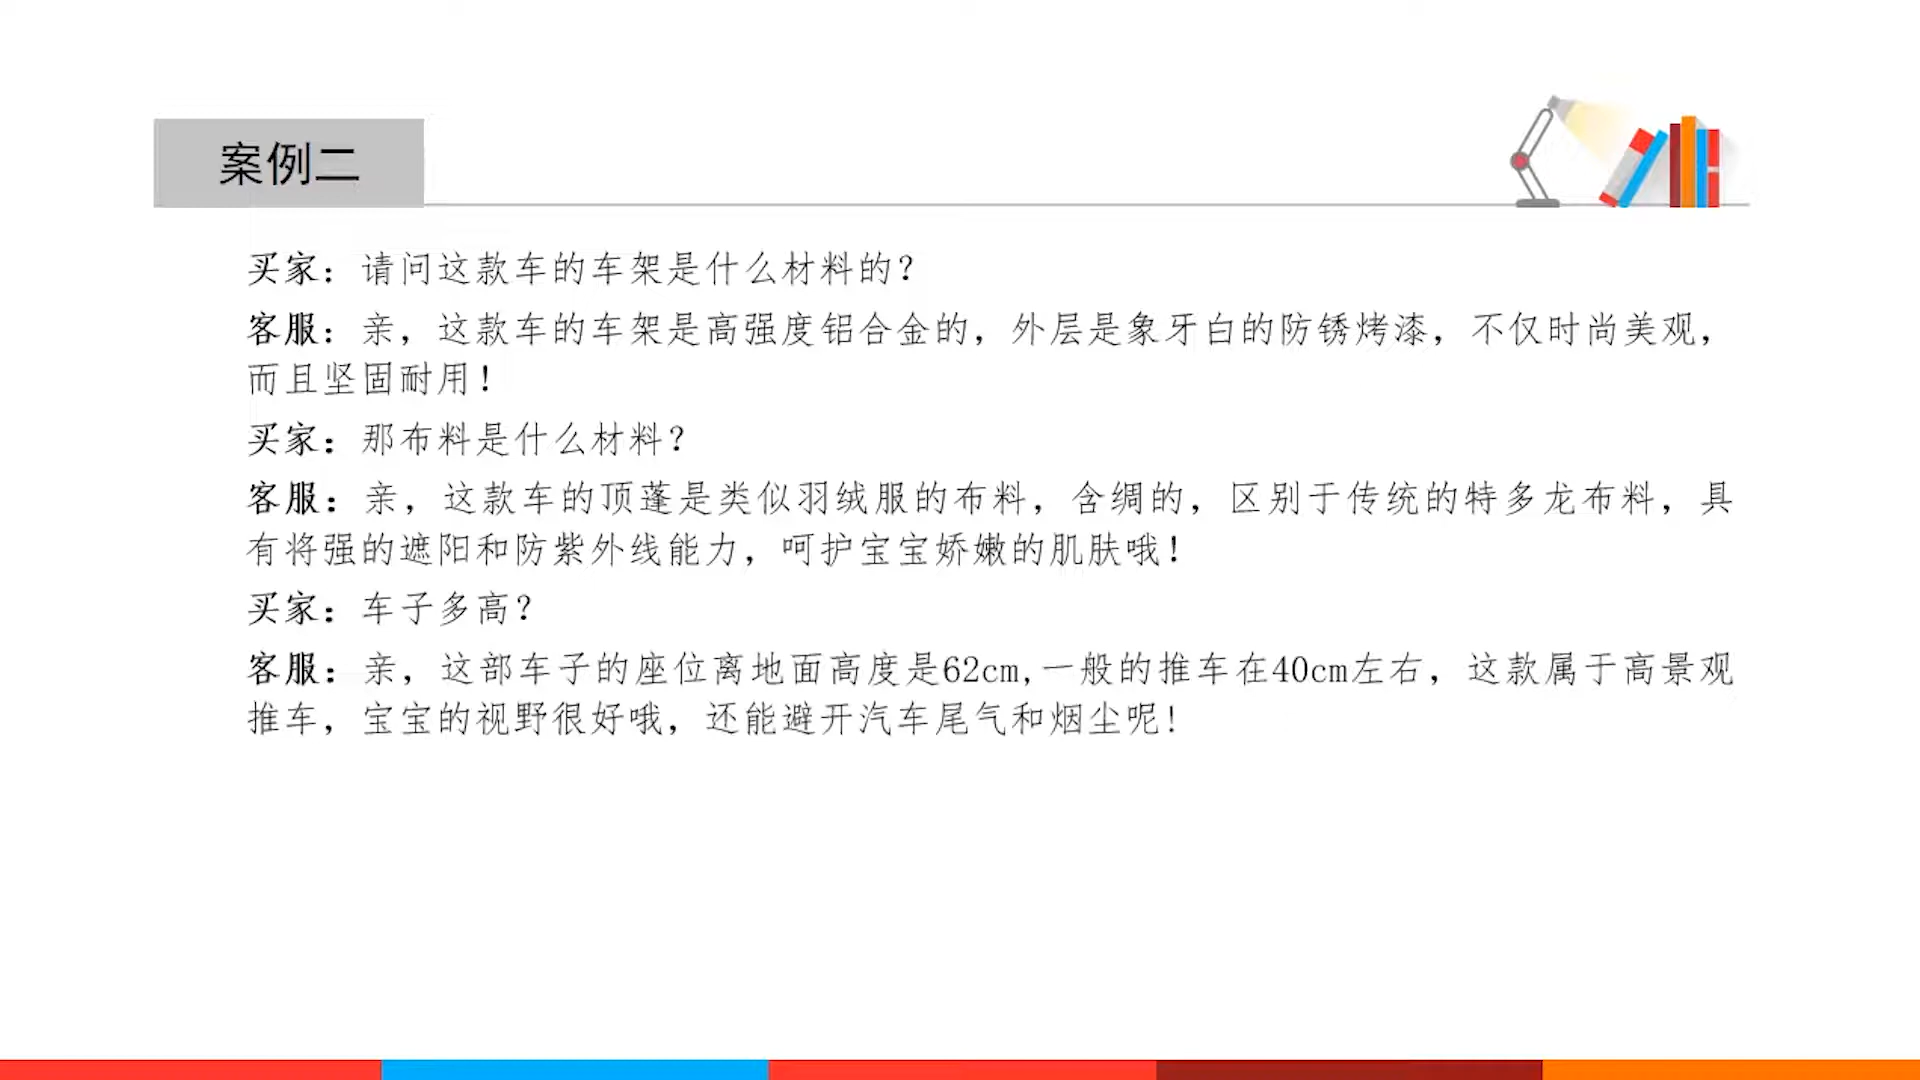 案例二
买家：请问这款车的车架是什么材料的？
客服：亲，这款车的车架是高强度铝合金的，外层是象牙白的防锈烤漆，不仅时尚美观，
而且坚固耐用！
买家：那布料是什么材料？
客服：亲，这款车的顶蓬是类似羽绒服的布料，含绸的，区别于传统的特多龙布料，具
有将强的遮阳和防紫外线能力，呵护宝宝娇嫩的肌肤哦！
买家：车子多高？
客服：亲，这部车子的座位离地面高度是62cm,一般的推车在40cm左右，这款属于高景观
推车，宝宝的视野很好哦，还能避开汽车尾气和烟尘呢!